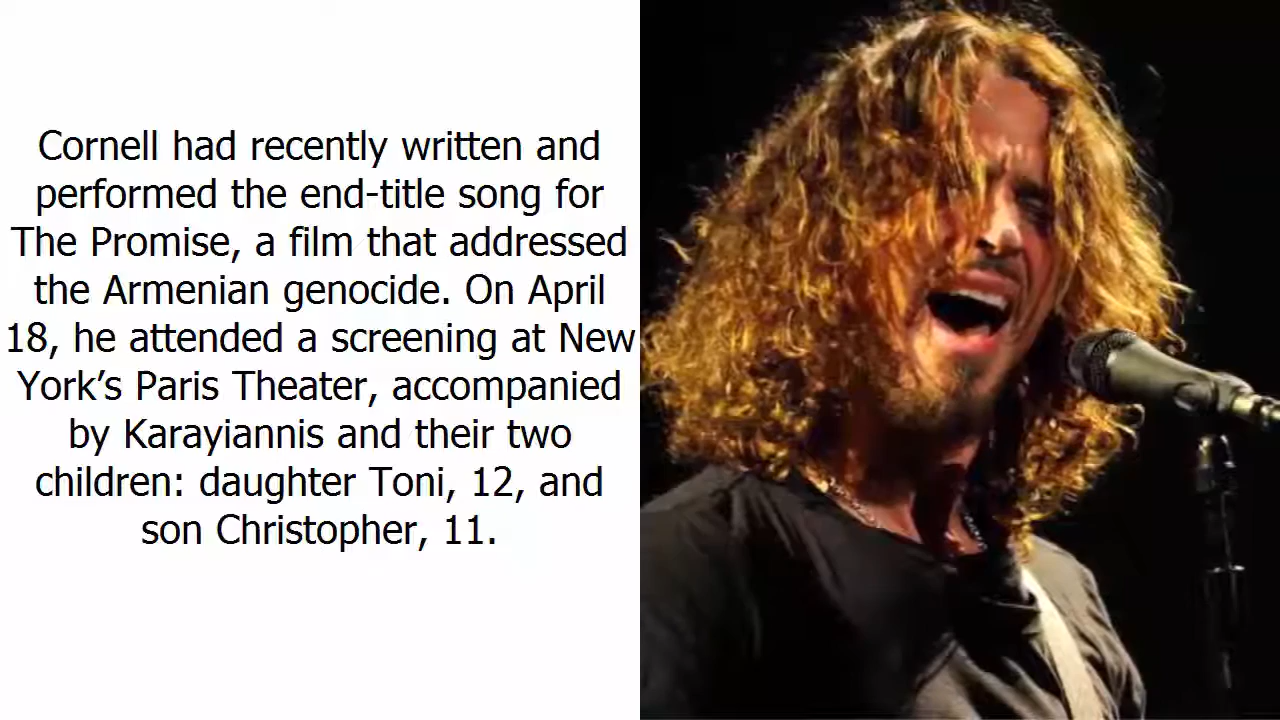 Cornell had recently written and
performed the end-title song for
The Promise, a film that addressed
the Armenian genocide. On April
18, he attended a screening at New
York’s Paris Theater, accompanied
by Karayiannis and their two
children: daughter Toni, 12, and
son Christopher, 11.